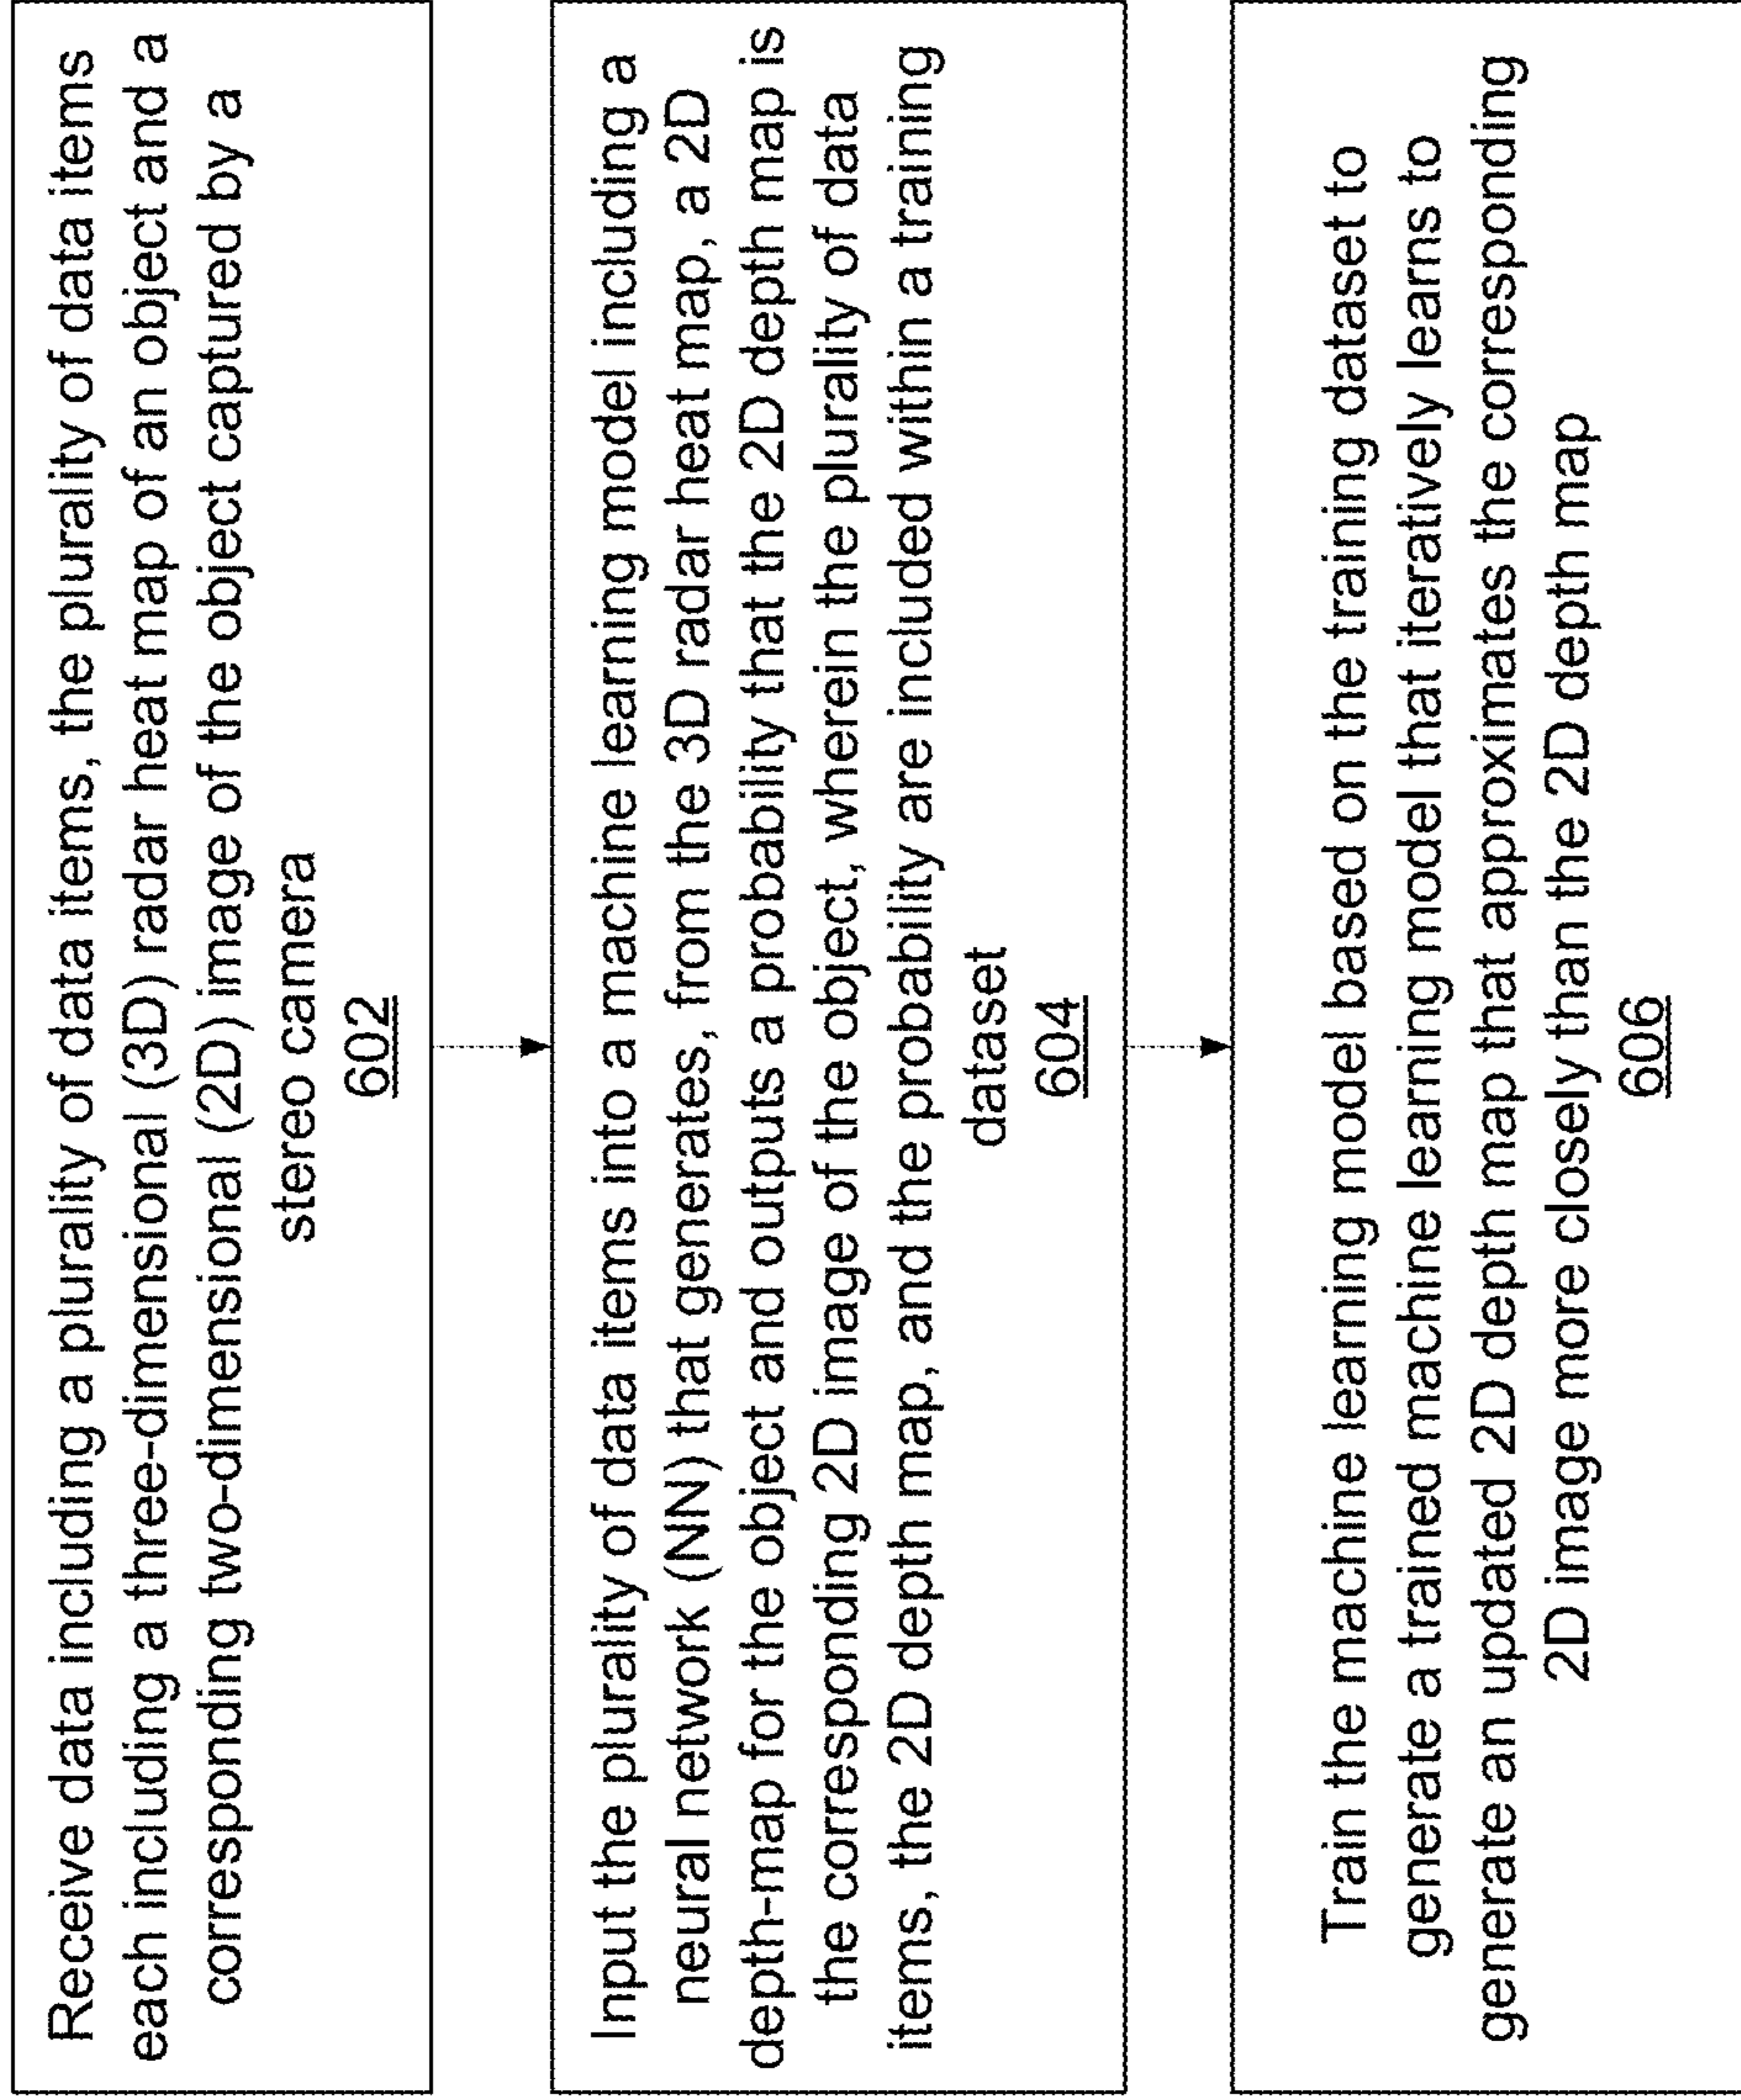 Receive data including a plurality of data items, the plurality of data items
each including a three-dimensional (3D) radar heat map of an object and a
corresponding two-dimensional (2D) image of the object captured by a
stereo camera
602
Input the plurality of data items into a machine learning model including a
neural network (NN) that generates, from the 3D radar heat map, a 2D
depth-map for the object and outputs a probability that the 2D depth map is
the corresponding 2D image of the object, wherein the plurality of data
items, the 2D depth map, and the probability are included within a training
dataset
604
Train the machine learning model based on the training dataset to
generate a trained machine learning model that iteratively learns to
generate an updated 2D depth map that approximates the corresponding
2D image more closely than the 2D depth map
606